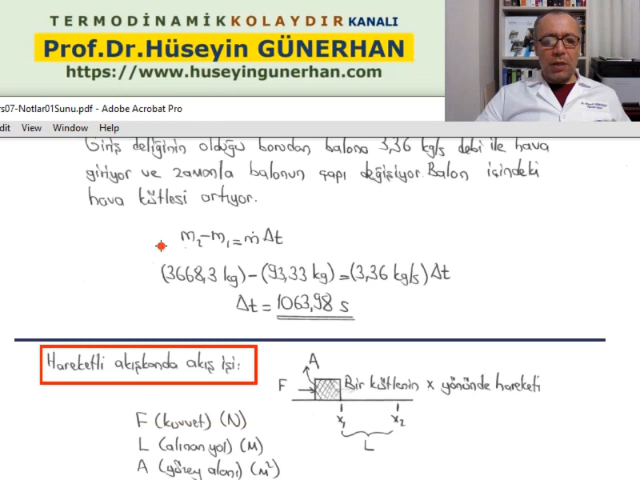 TERMODİNAMİKKOLAYDIR KANALI
Prof.Dr.Hüseyin GÜNERHAN
https://www.huseyingunerhan.com
rs07-Notlar01Sunu.pdf - Adobe Acrobat Pro
dit View Window Help
Giriş deliğinin olduğu borudan balona 3,36 kg/s debi ile hava
giriyor ve zamanla balonun çapı değişiyor. Balon içindeki
hava kütlesi artıyor.
m₂-m₁=ṁ Δt
(3668,3 kg)-(93,33 kg)=(3,36 kg/s) Δt
Δt = 1063,98 s
Hareketli akışkanda akış işi:
A
F
Bir kütlenin x yönünde hareketi
x₁ x₂
L
F (kuvvet) (N)
L (alınan yol) (m)
A (yüzey alanı) (m²)